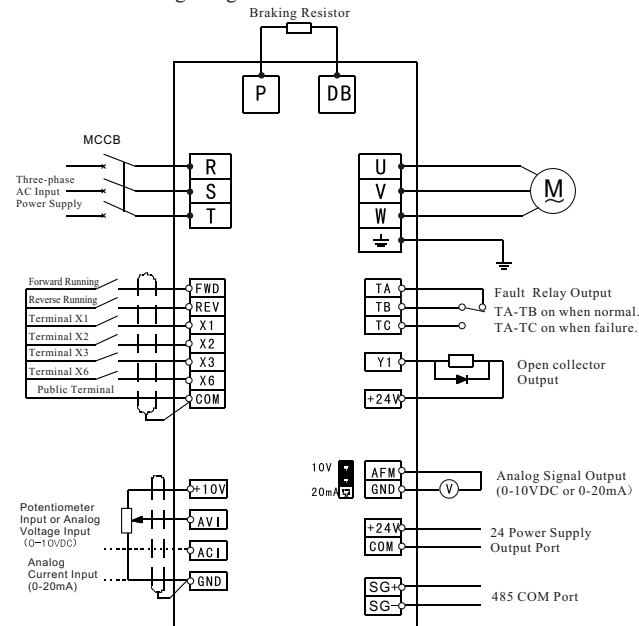 Braking Resistor
P
DB
MCCB
Three-phase
AC Input
Power Supply
R
S
T
U
V
W
M
Forward Running
Reverse Running
Terminal X1
Terminal X2
Terminal X3
Terminal X6
Public Terminal
FWD
REV
X1
X2
X3
X6
COM
TA
TB
TC
Fault Relay Output
TA-TB on when normal.
TA-TC on when failure.
Y1
+24V
Open collector
Output
10V
20mA
AFM
GND
V
Analog Signal Output
(0-10VDC or 0-20mA)
+10V
AVI
ACI
GND
Potentiometer
Input or Analog
Voltage Input
(0-10VDC)
Analog
Current Input
(0-20mA)
+24V
COM
24 Power Supply
Output Port
SG+
SG-
485 COM Port